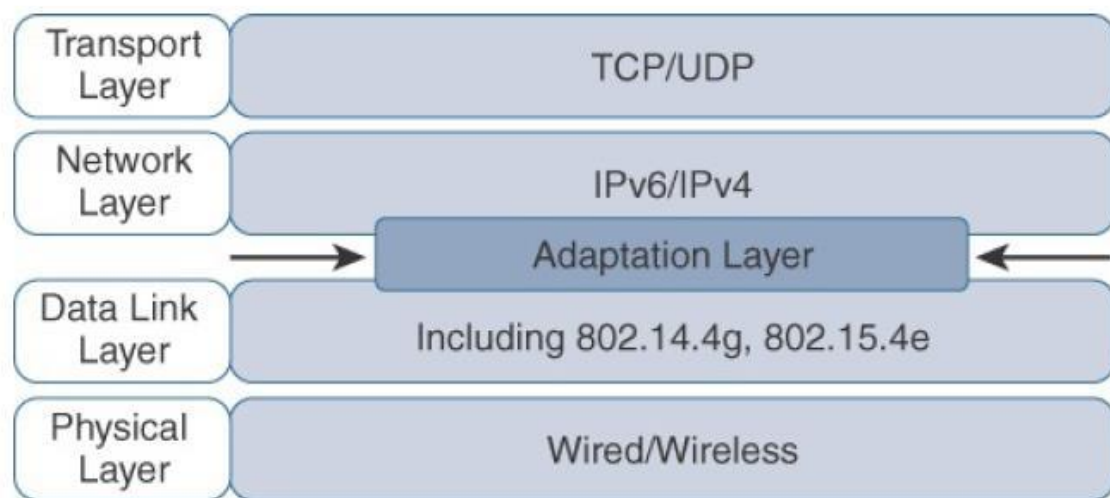 Transport
Layer
TCP/UDP
Network
Layer
IPv6/IPv4
Adaptation Layer
Data Link
Layer
Including 802.14.4g, 802.15.4e
Physical
Layer
Wired/Wireless